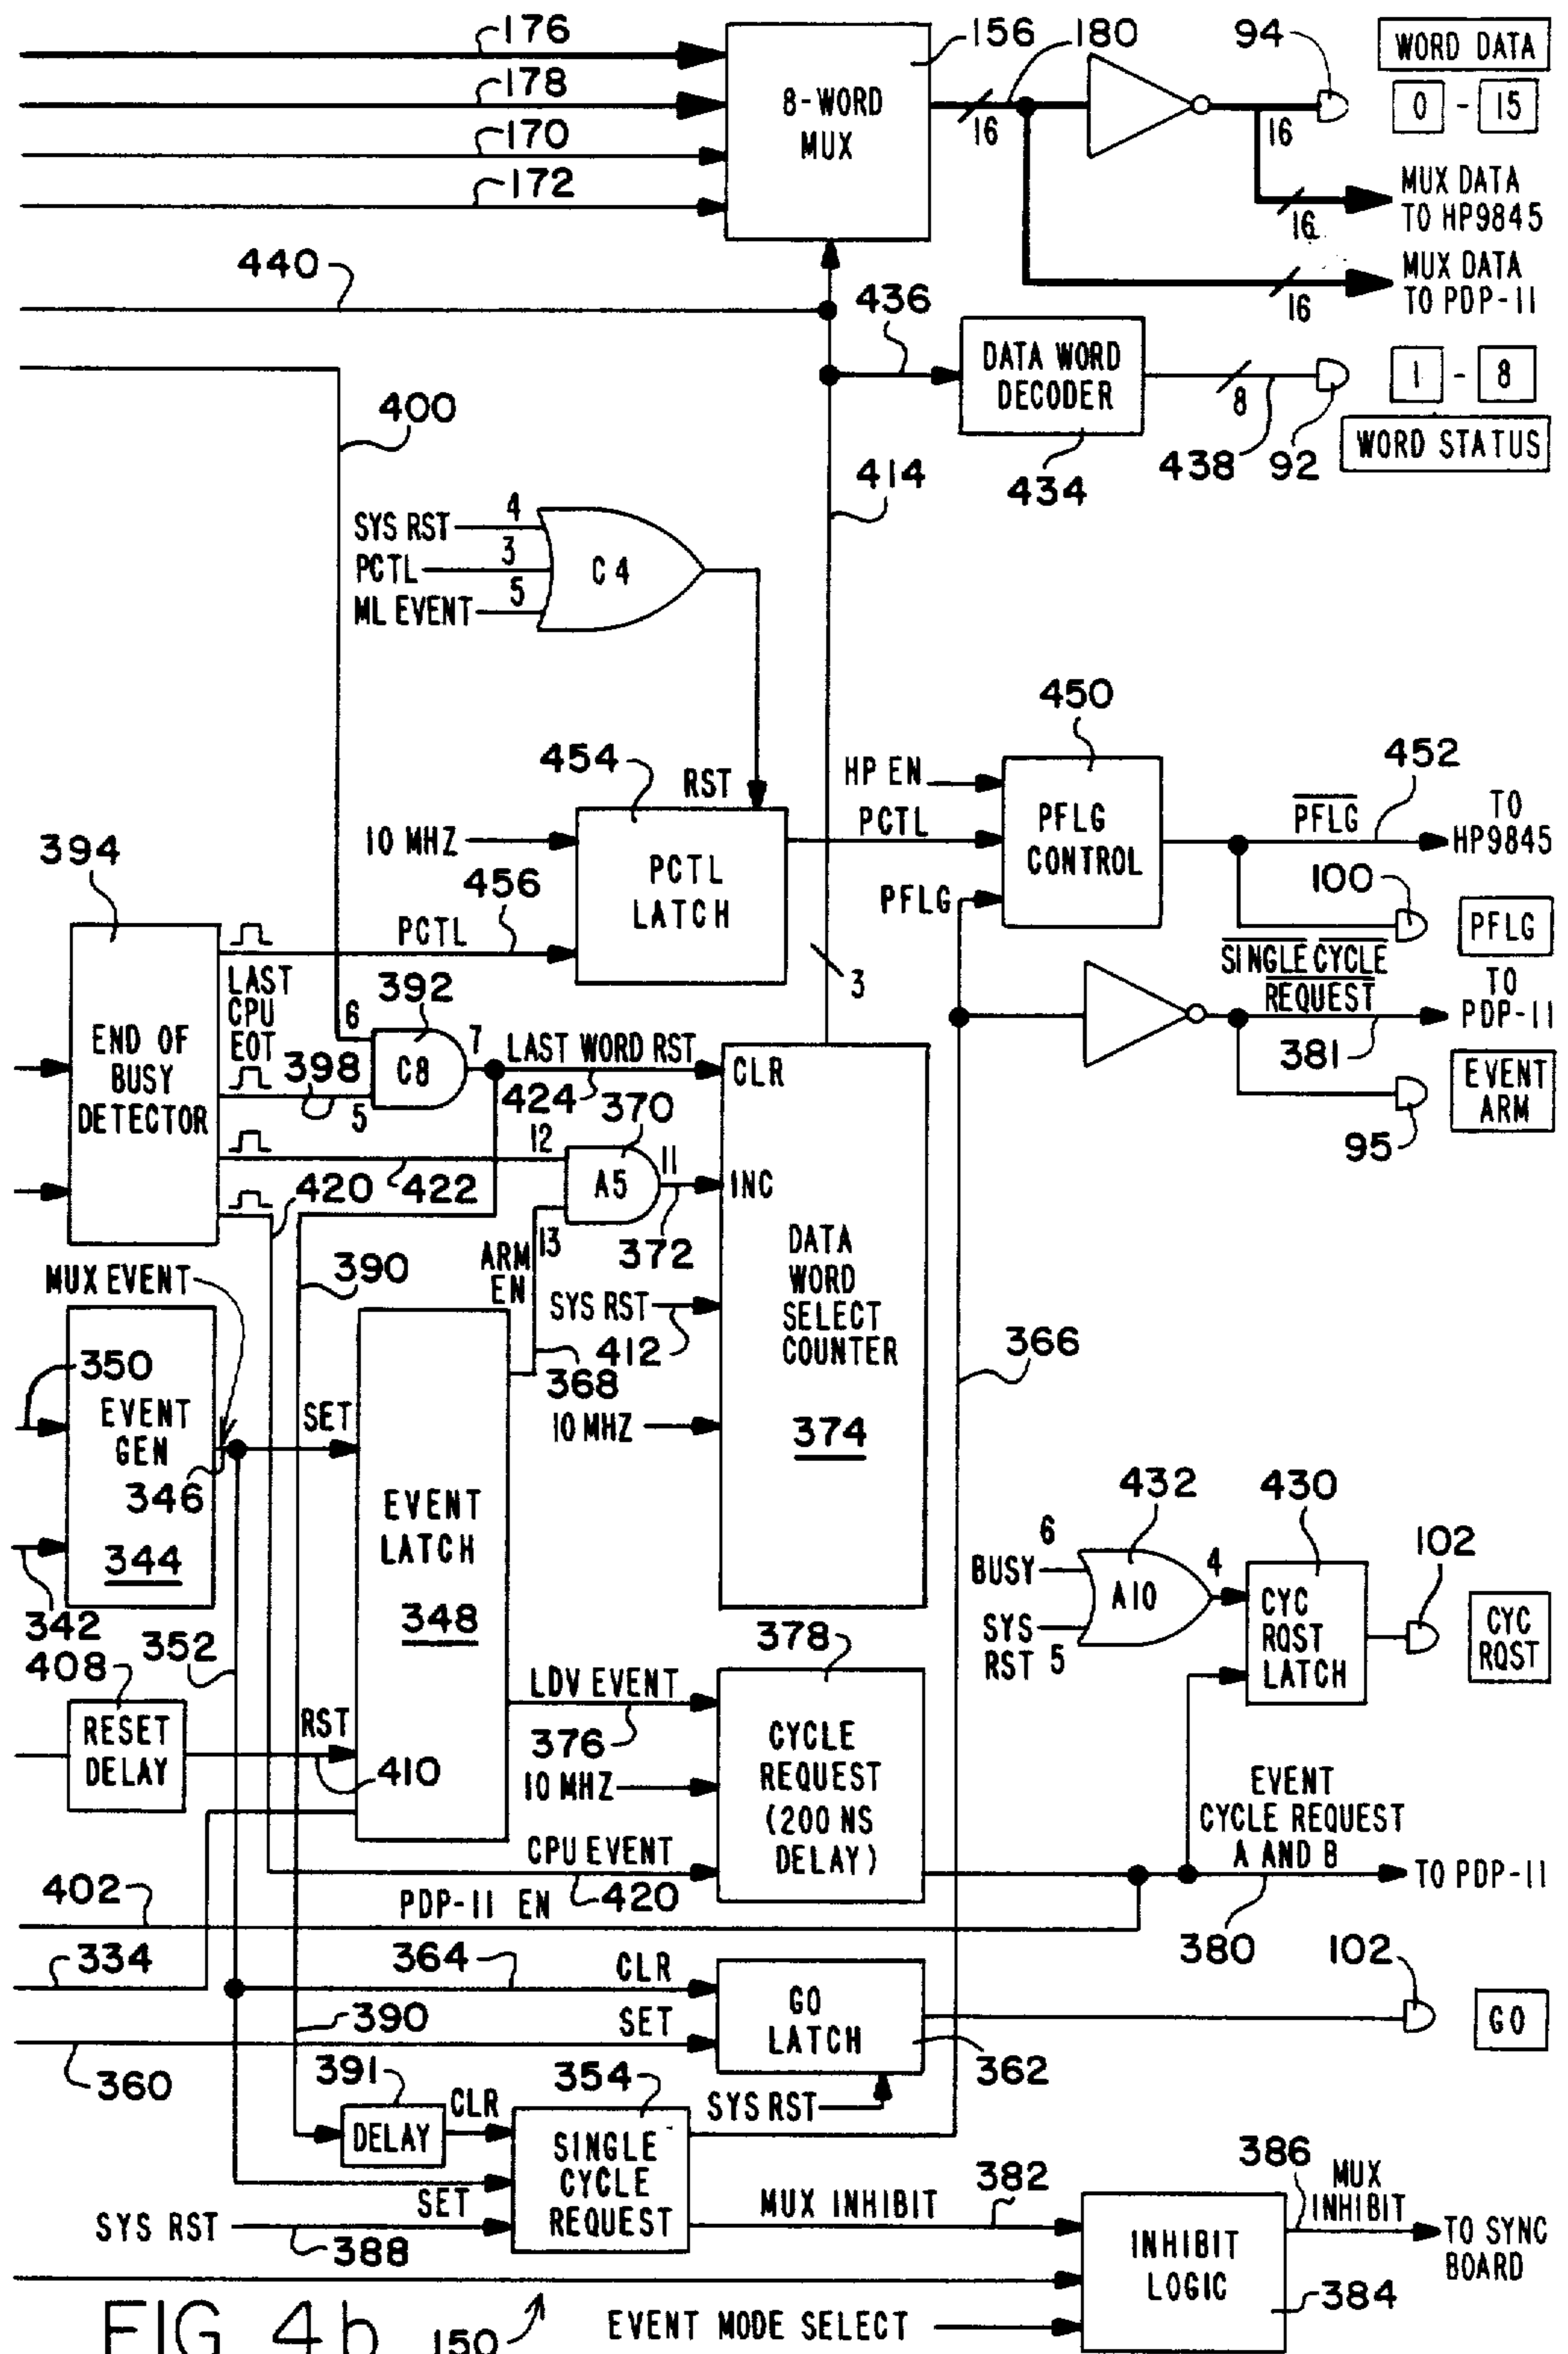 176
178
170
172
440
8-WORD
MUX
156
180
16
94
16
WORD DATA
0 - 15
MUX DATA
TO HP9845
16
MUX DATA
TO PDP-11
16
436
DATA WORD
DECODER
434
8
438
92
1 - 8
WORD STATUS
400
414
SYS RST
4
PCTL
3
ML EVENT
5
C4
454
RST
10 MHZ
PCTL
LATCH
456
PCTL
PCTL
3
450
HP EN
PFLG
PFLG
CONTROL
PFLG
452
TO
HP9845
100
PFLG
SINGLE CYCLE
REQUEST
TO
PDP-11
381
EVENT
ARM
95
394
END OF
BUSY
DETECTOR
LAST
CPU
EOT
398
392
6
5
C8
7
LAST WORD RST
424
370
12
A5
11
13
372
420
422
390
ARM
EN
368
CLR
INC
DATA
WORD
SELECT
COUNTER
374
SYS RST
412
10 MHZ
366
MUX EVENT
350
EVENT
GEN
346
344
342
SET
EVENT
LATCH
348
352
408
RESET
DELAY
RST
410
LDV EVENT
376
10 MHZ
CPU EVENT
420
378
CYCLE
REQUEST
(200 NS
DELAY)
432
6
BUSY
SYS
RST
5
A10
4
430
CYC
RQST
LATCH
102
CYC
RQST
EVENT
CYCLE REQUEST
A AND B
TO PDP-11
380
402
PDP-11 EN
334
364
CLR
SET
GO
LATCH
362
102
GO
360
390
391
DELAY
CLR
354
SYS RST
SINGLE
CYCLE
REQUEST
SET
SYS RST
388
MUX INHIBIT
382
386
MUX
INHIBIT
INHIBIT
LOGIC
TO SYNC
BOARD
384
FIG 4b
150
EVENT MODE SELECT